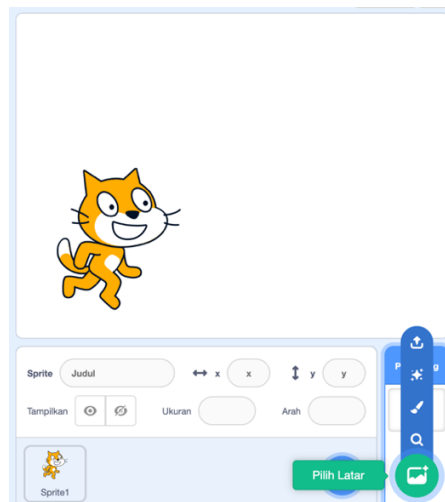 Sprite Judul x x y y
Tampilkan Ukuran Arah
Sprite1
Pilih Latar